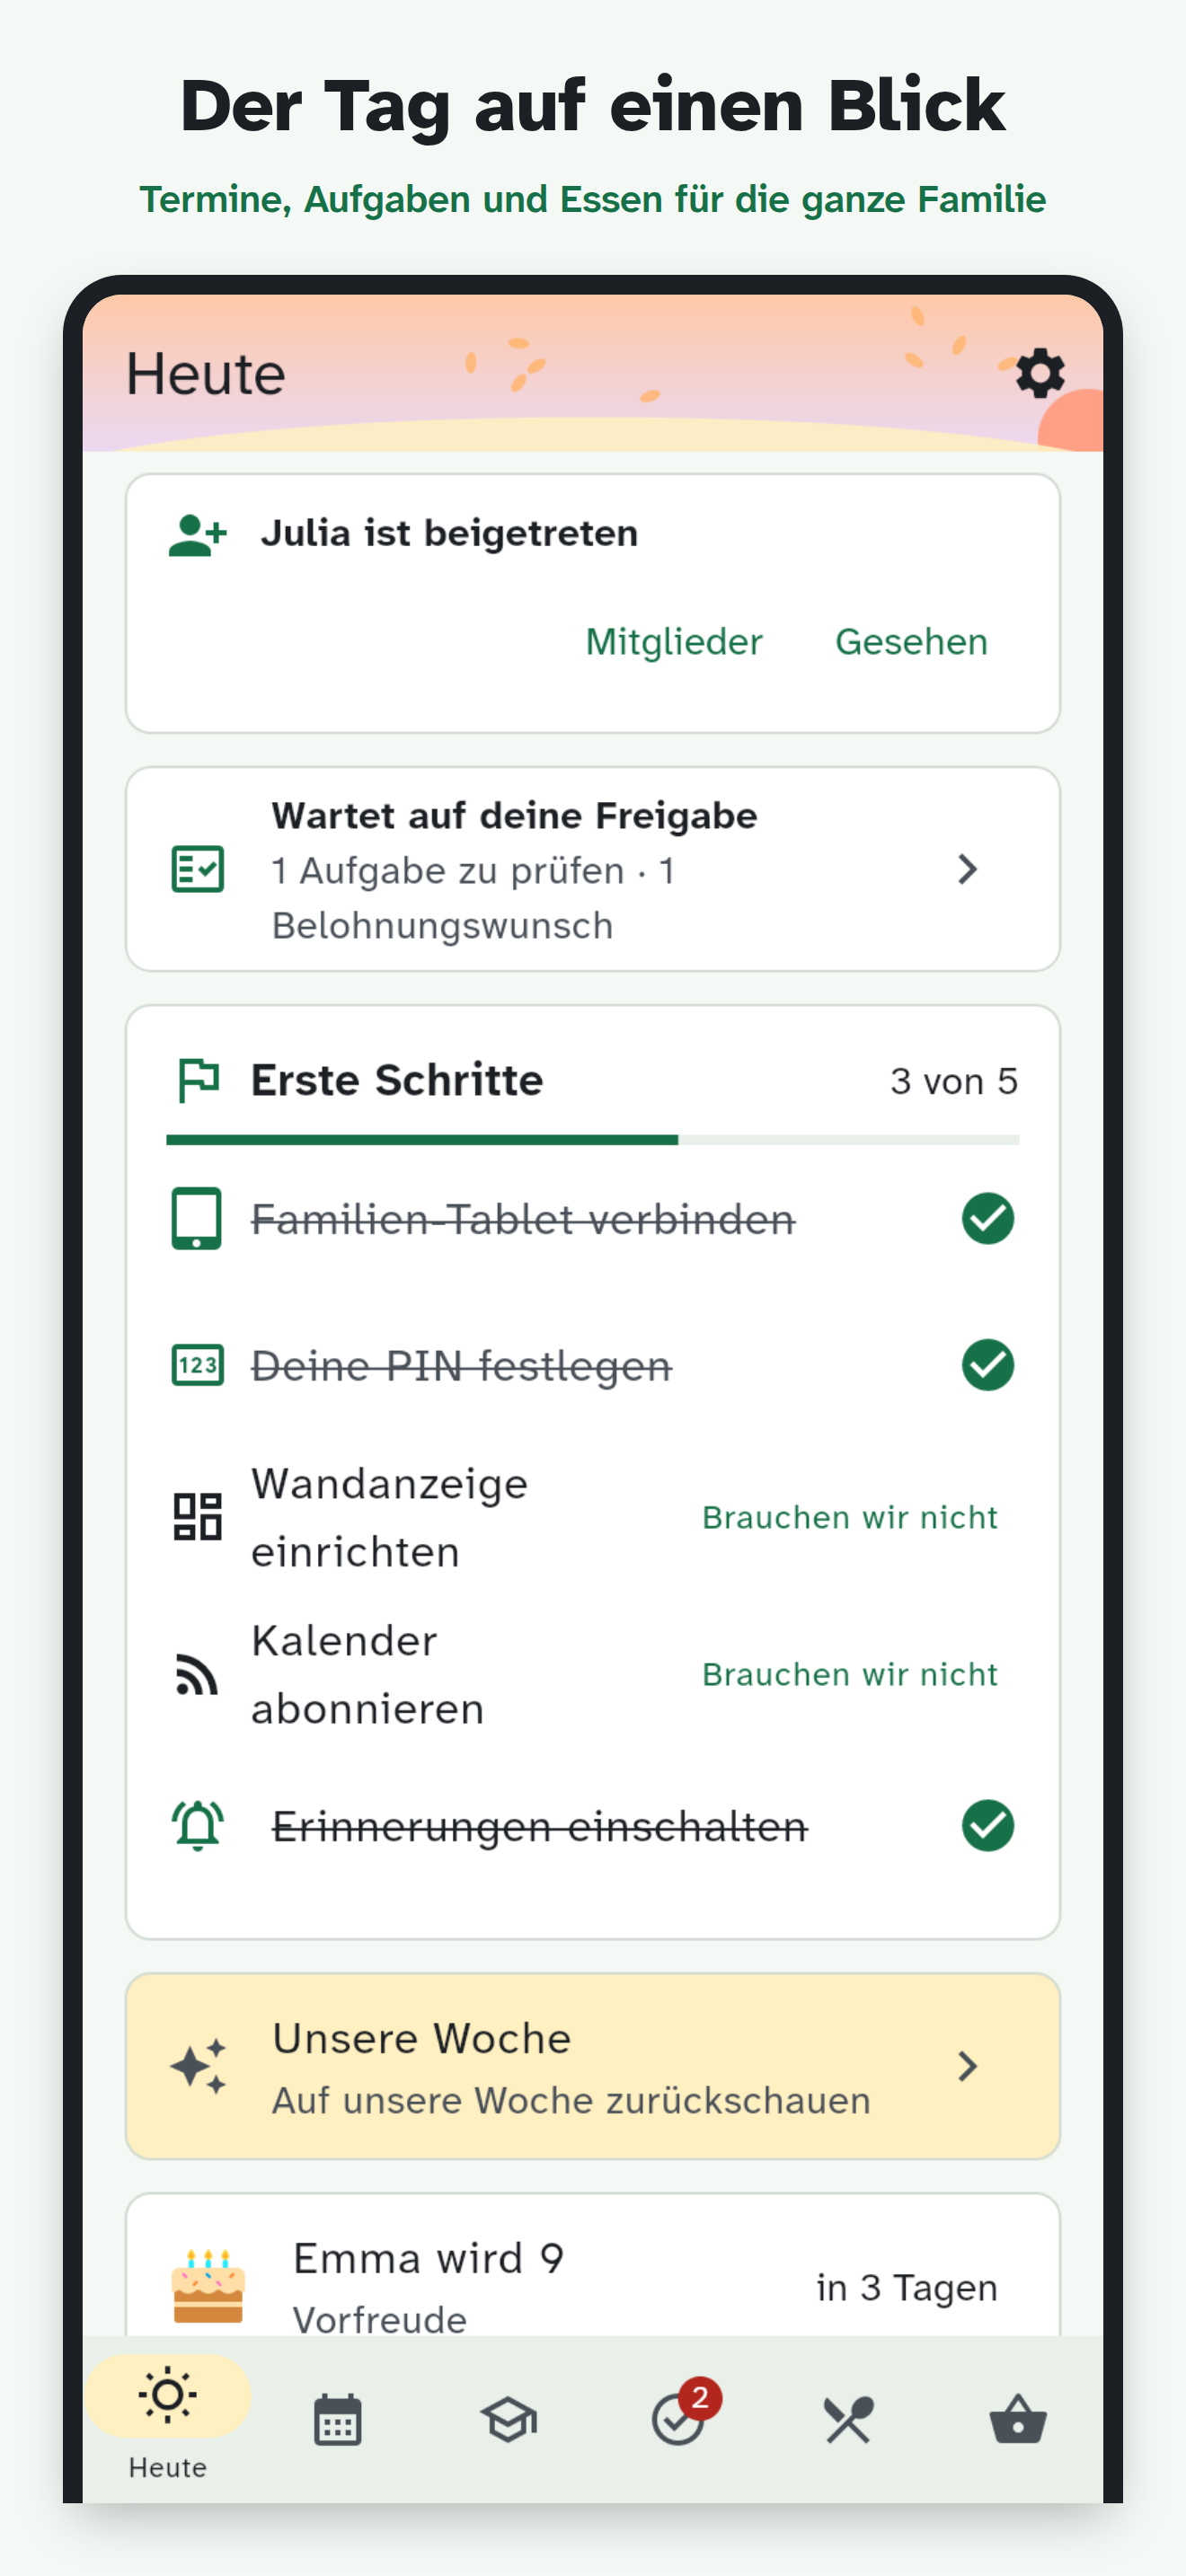 Der Tag auf einen Blick
Termine, Aufgaben und Essen für die ganze Familie
Heute
Julia ist beigetreten
Mitglieder Gesehen
Wartet auf deine Freigabe
1 Aufgabe zu prüfen · 1
Belohnungswunsch
Erste Schritte 3 von 5
Familien-Tablet verbinden
123 Deine PIN festlegen
Wandanzeige
einrichten
Brauchen wir nicht
Kalender
abonnieren
Brauchen wir nicht
Erinnerungen einschalten
Unsere Woche
Auf unsere Woche zurückschauen
Emma wird 9
in 3 Tagen
Vorfreude
2
Heute